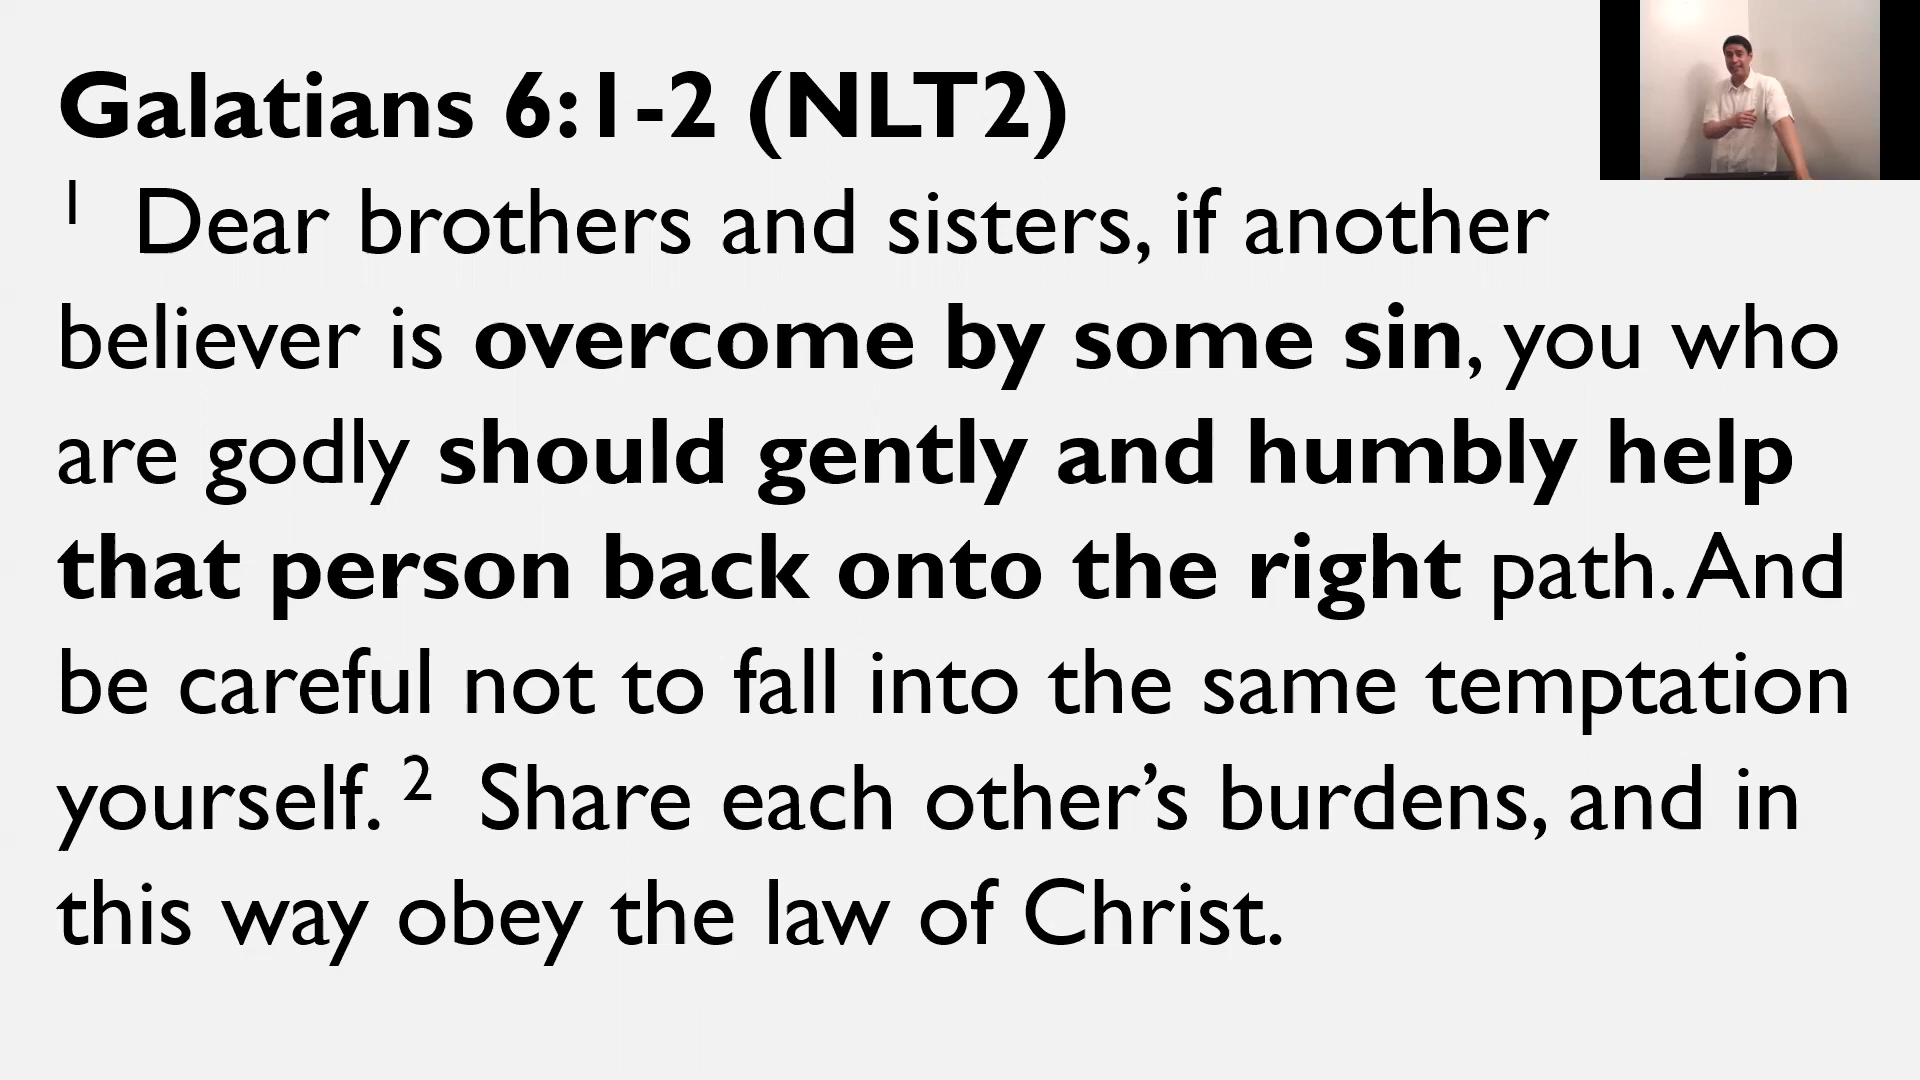 Galatians 6:1-2 (NLT2)
1 Dear brothers and sisters, if another
believer is overcome by some sin, you who
are godly should gently and humbly help
that person back onto the right path. And
be careful not to fall into the same temptation
yourself. 2 Share each other’s burdens, and in
this way obey the law of Christ.